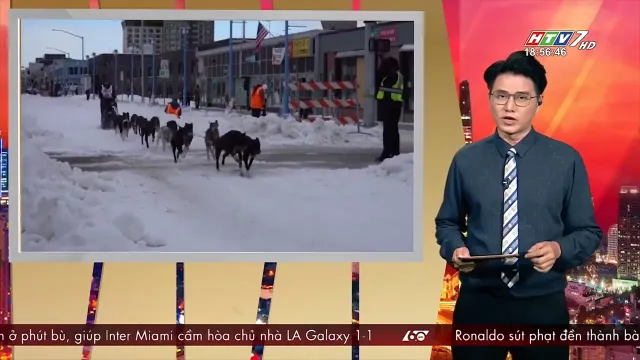 HTV7 HD
18:56:46
n ở phút bù, giúp Inter Miami cầm hòa chủ nhà LA Galaxy 1-1
60
Ronaldo sút phạt đền thành bà